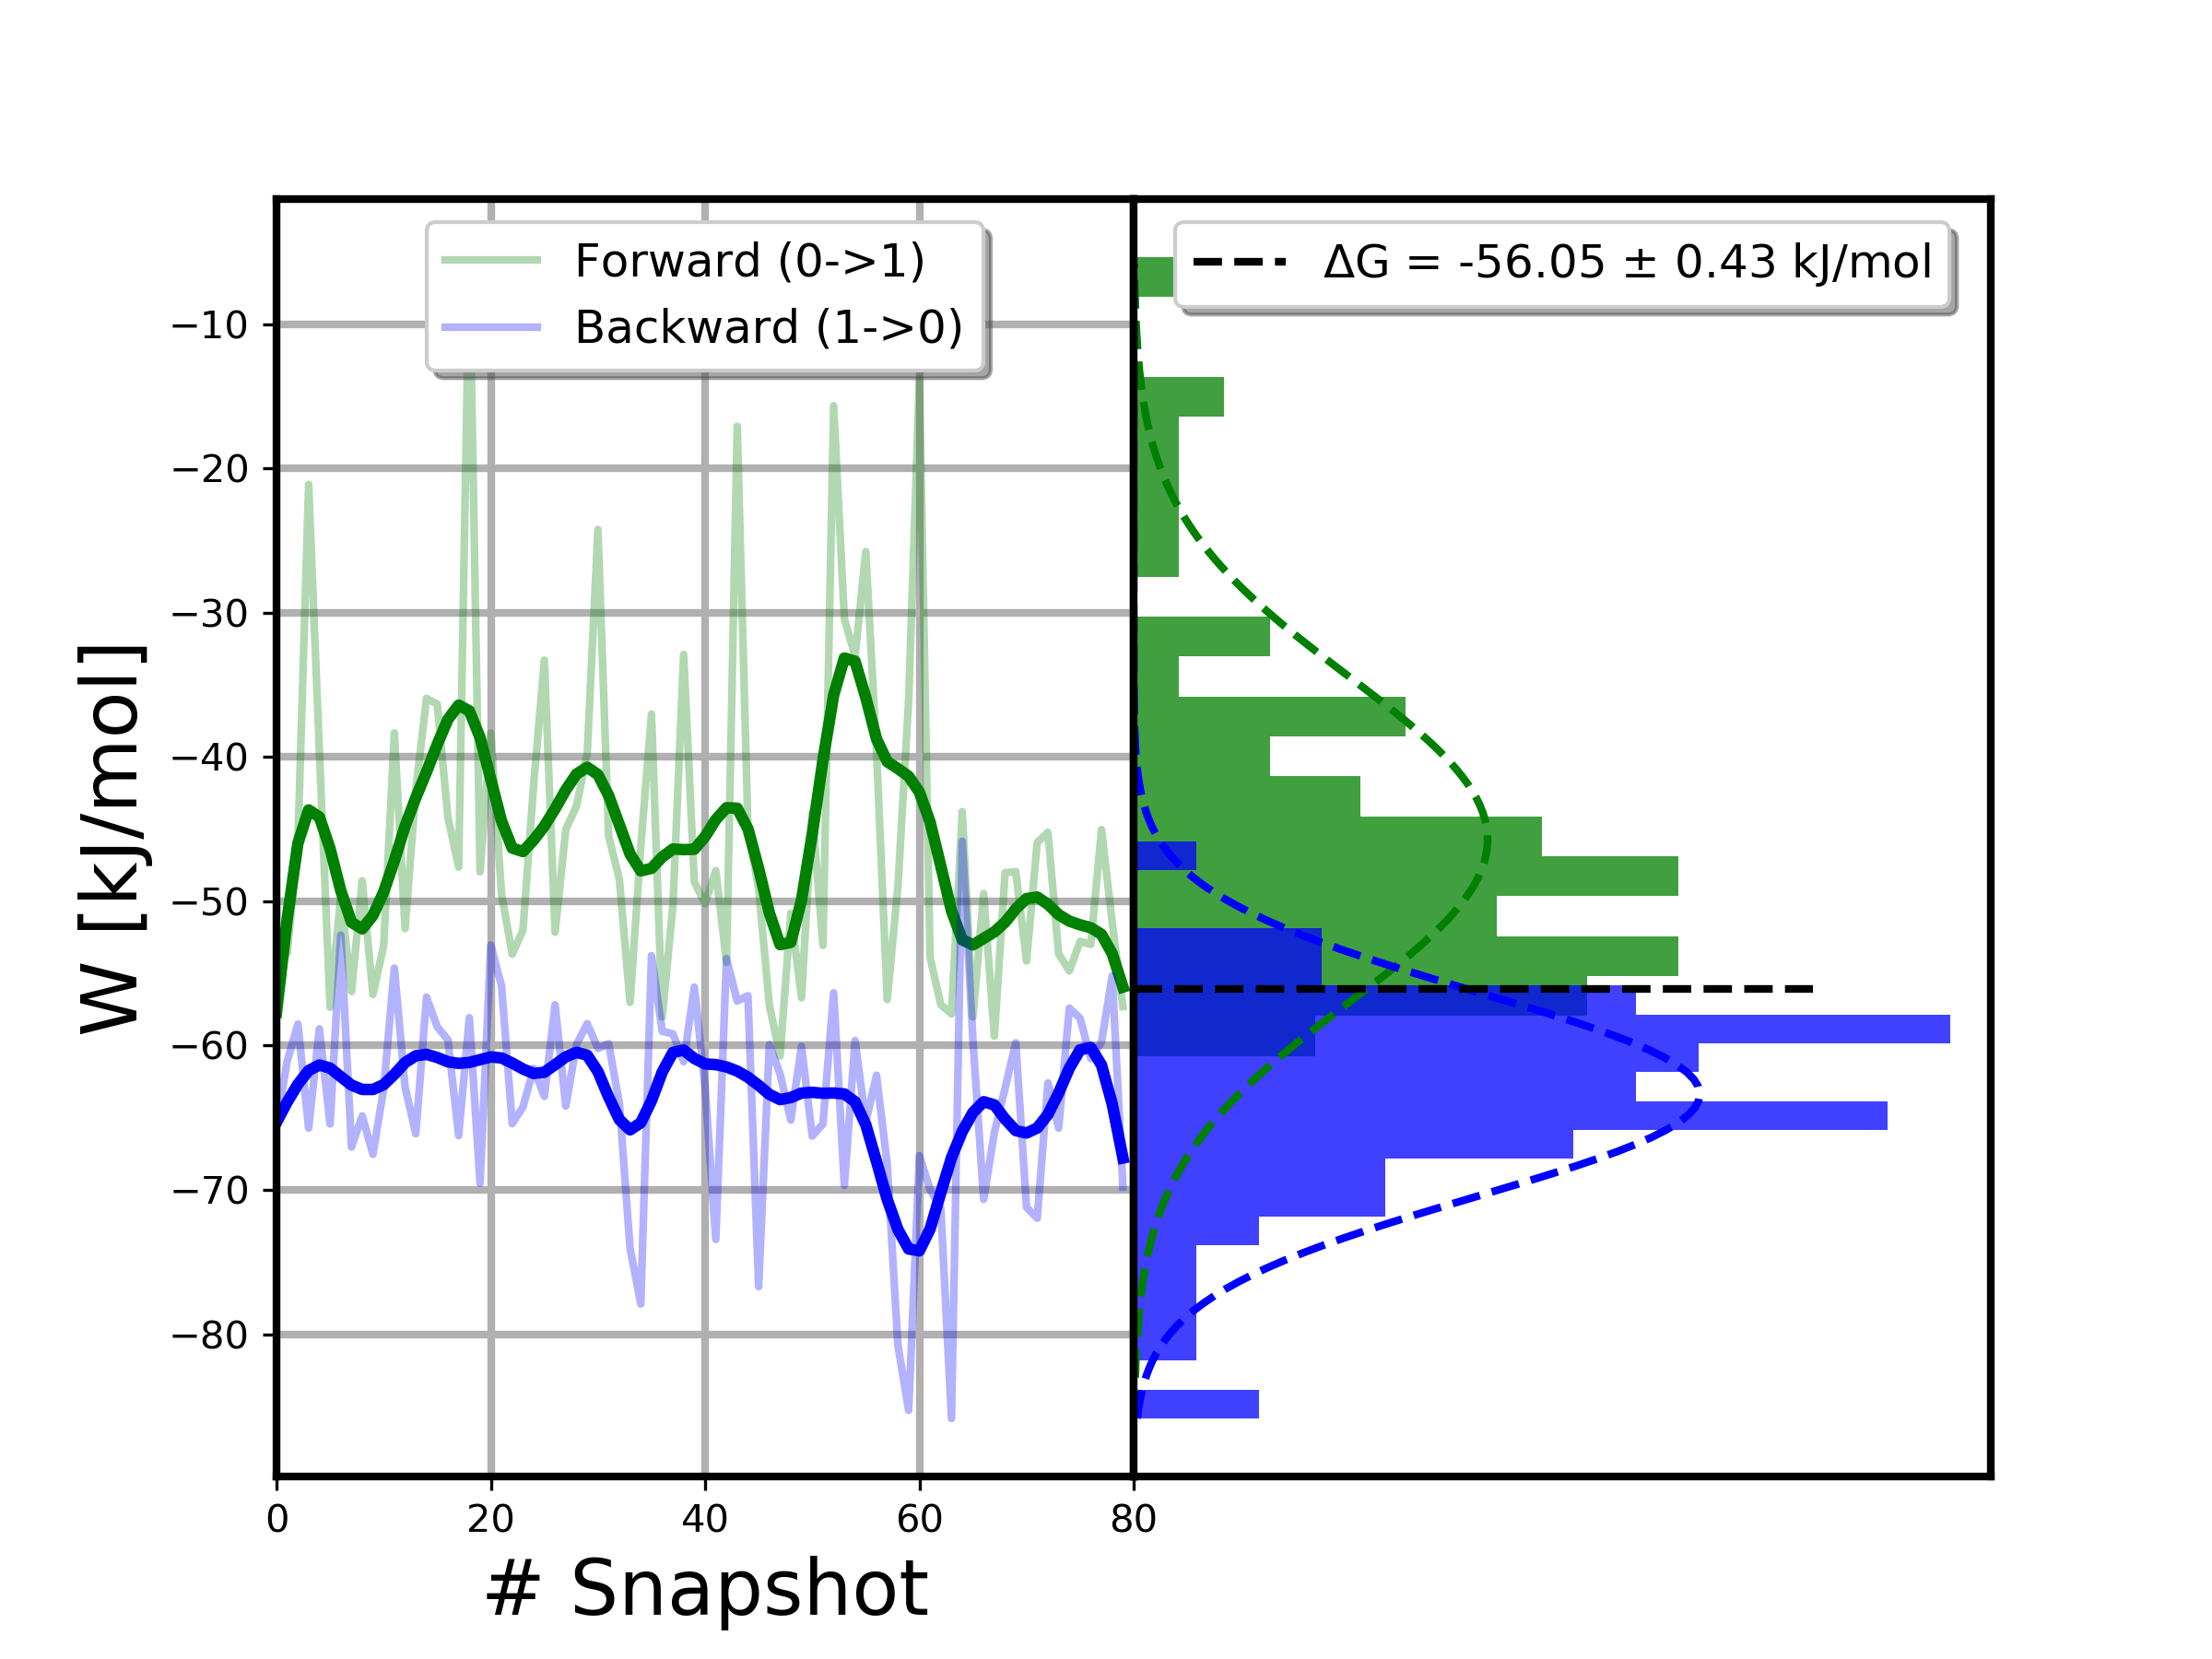 Forward (0->1)
Backward (1->0)
ΔG = -56.05 ± 0.43 kJ/mol
W [kJ/mol]
−10
−20
−30
−40
−50
−60
−70
−80
0 20 40 60 80
# Snapshot